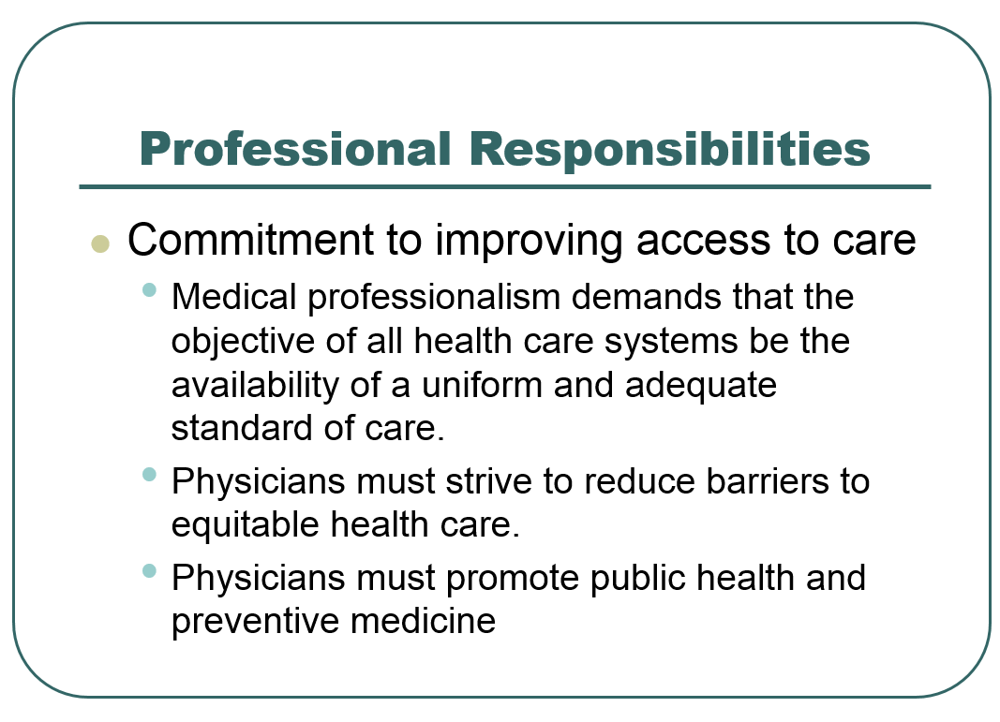 Professional Responsibilities
Commitment to improving access to care
Medical professionalism demands that the
objective of all health care systems be the
availability of a uniform and adequate
standard of care.
Physicians must strive to reduce barriers to
equitable health care.
Physicians must promote public health and
preventive medicine